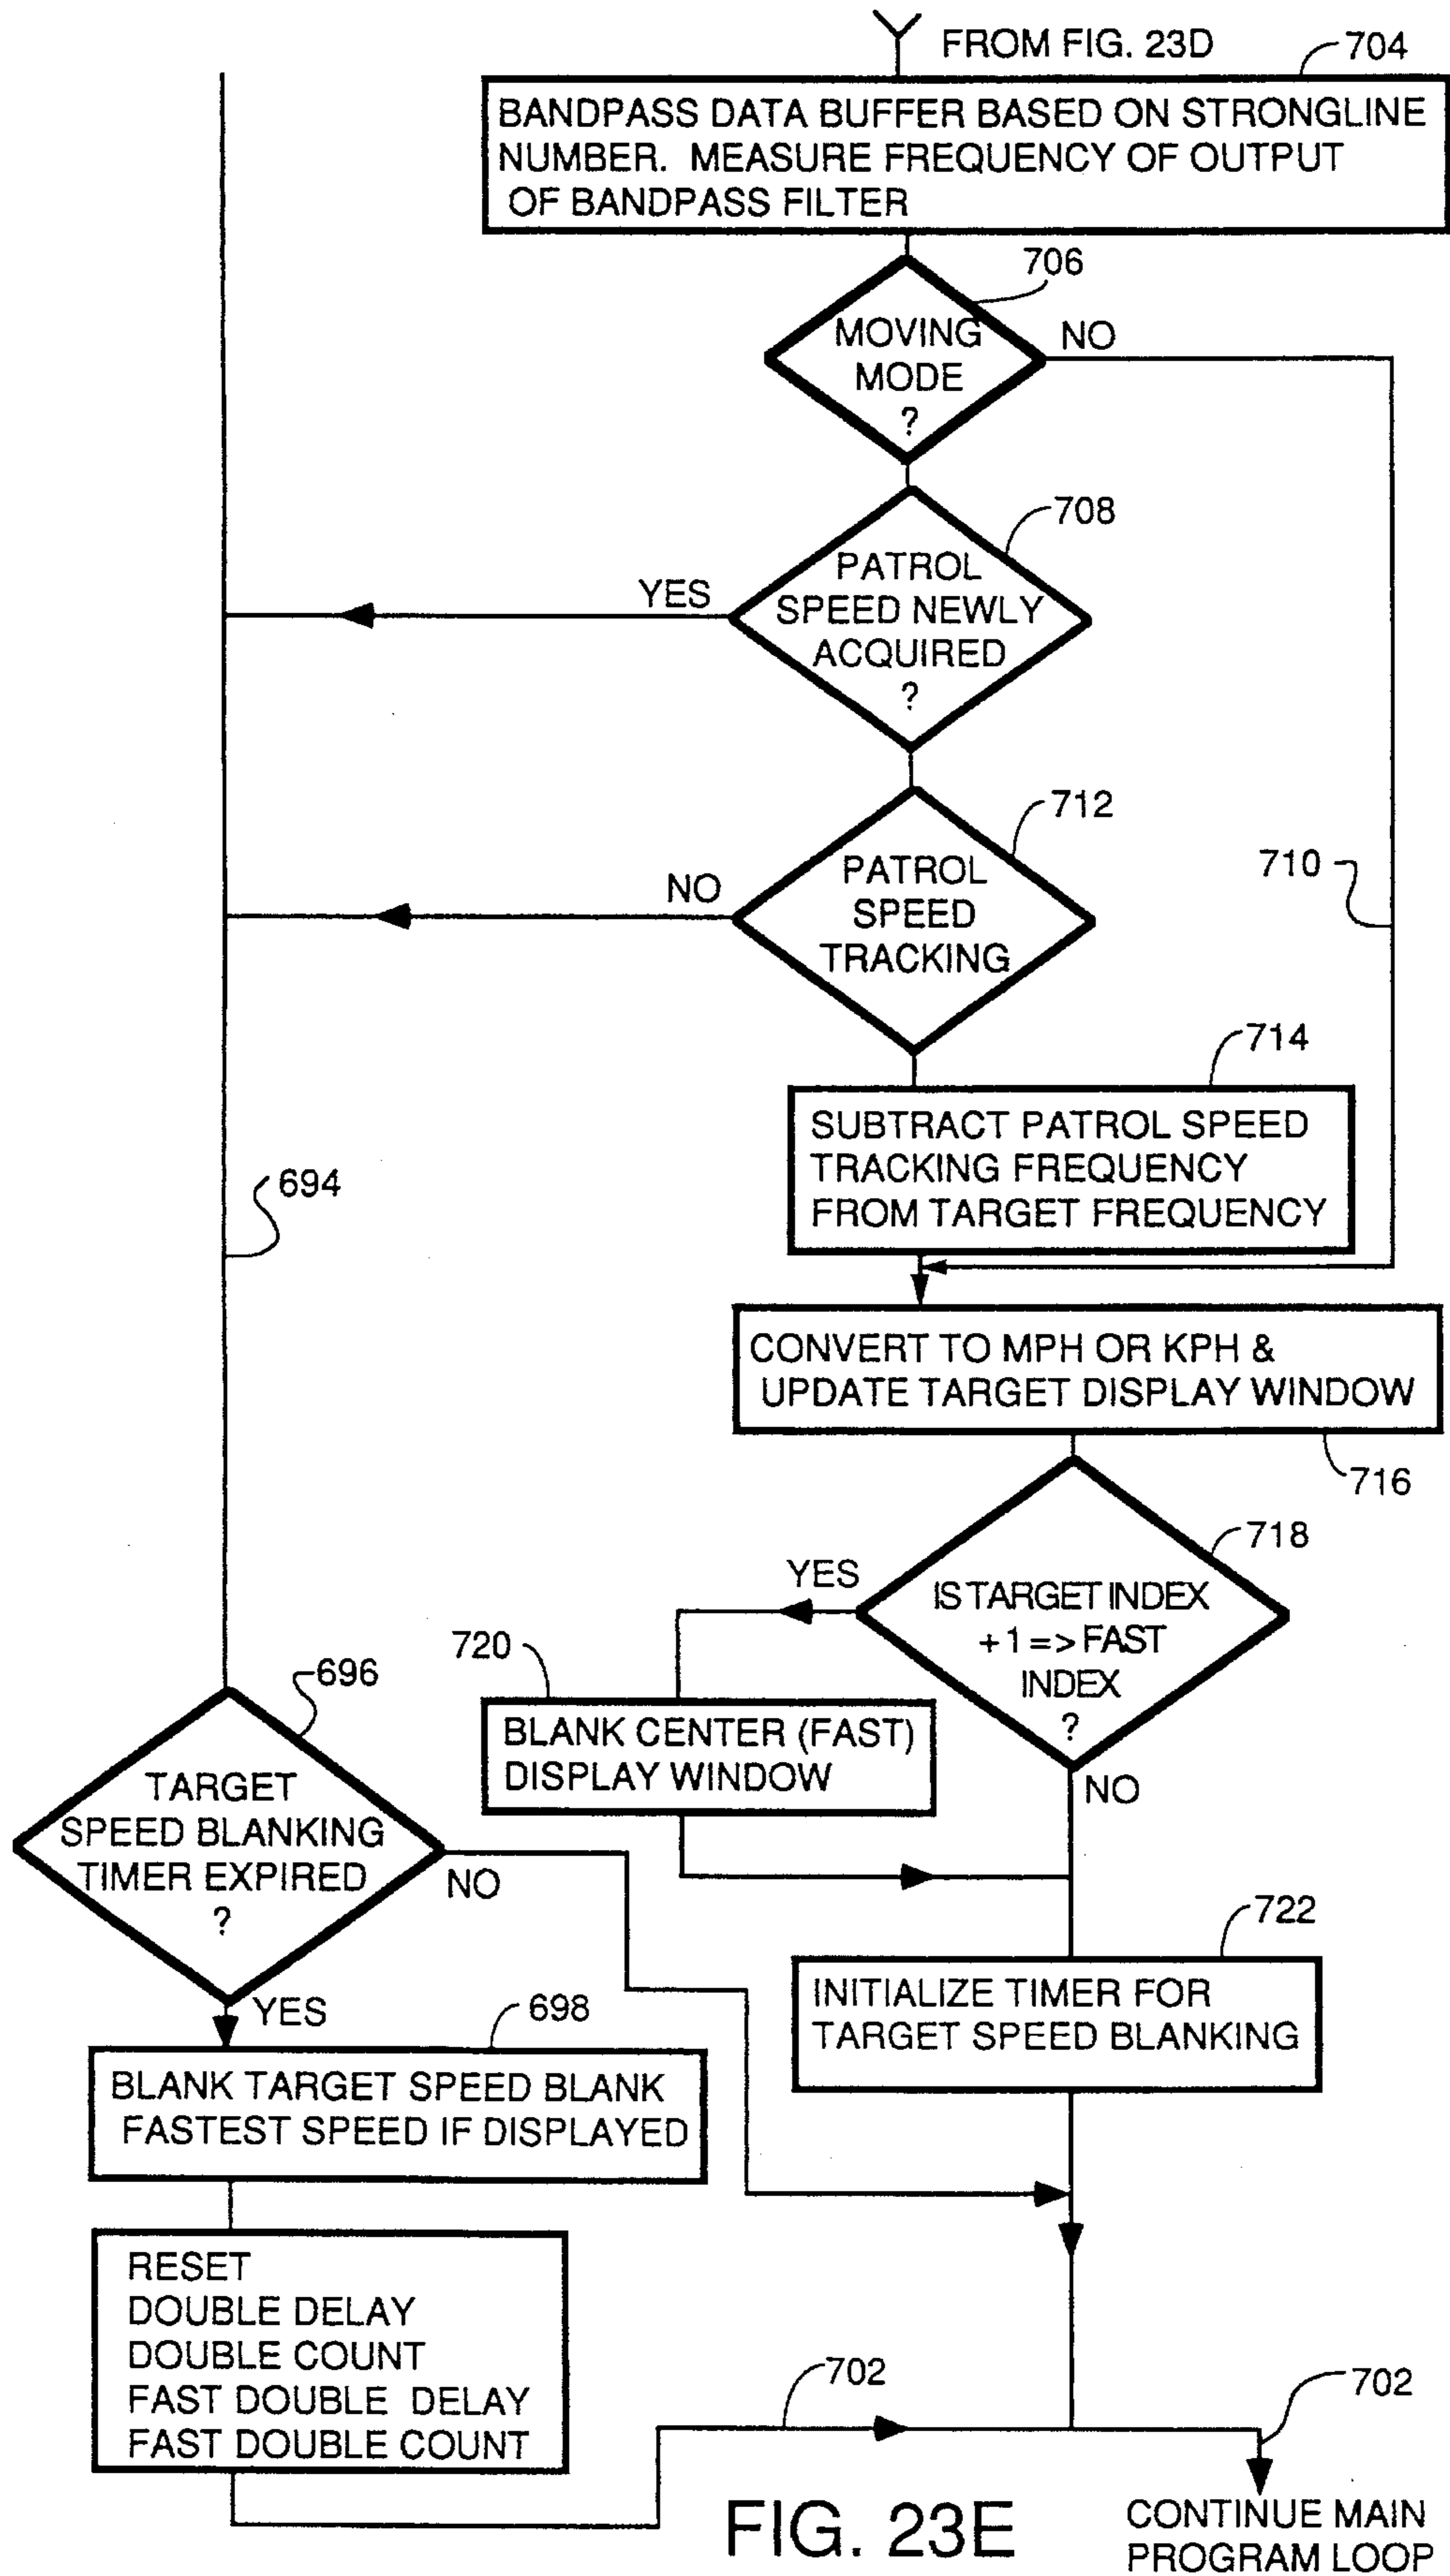 FROM FIG. 23D
704
BANDPASS DATA BUFFER BASED ON STRONGLINE
NUMBER. MEASURE FREQUENCY OF OUTPUT
OF BANDPASS FILTER
706
MOVING
MODE
?
NO
708
PATROL
SPEED NEWLY
ACQUIRED
?
YES
712
PATROL
SPEED
TRACKING
NO
710
714
SUBTRACT PATROL SPEED
TRACKING FREQUENCY
FROM TARGET FREQUENCY
694
CONVERT TO MPH OR KPH &
UPDATE TARGET DISPLAY WINDOW
716
718
IS TARGET INDEX
+ 1 = > FAST
INDEX
?
YES
NO
720
BLANK CENTER (FAST)
DISPLAY WINDOW
696
TARGET
SPEED BLANKING
TIMER EXPIRED
?
NO
YES
722
INITIALIZE TIMER FOR
TARGET SPEED BLANKING
698
BLANK TARGET SPEED BLANK
FASTEST SPEED IF DISPLAYED
RESET
DOUBLE DELAY
DOUBLE COUNT
FAST DOUBLE DELAY
FAST DOUBLE COUNT
702
702
CONTINUE MAIN
PROGRAM LOOP
FIG. 23E